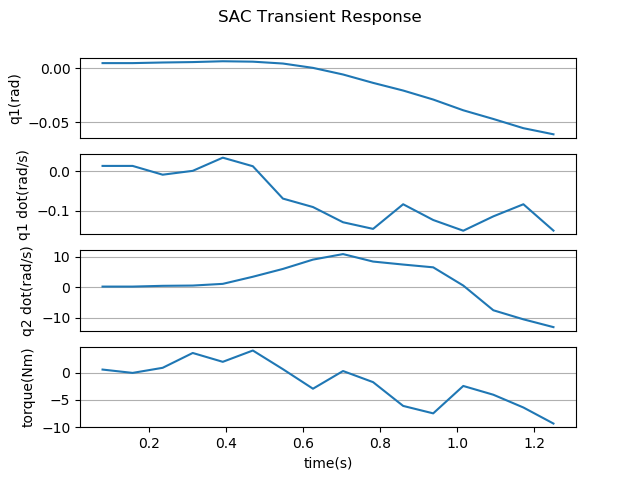 SAC Transient Response
q1(rad)
0.00
−0.05
q1 dot(rad/s)
0.0
−0.1
q2 dot(rad/s)
10
0
−10
torque(Nm)
0
−5
−10
0.2 0.4 0.6 0.8 1.0 1.2
time(s)